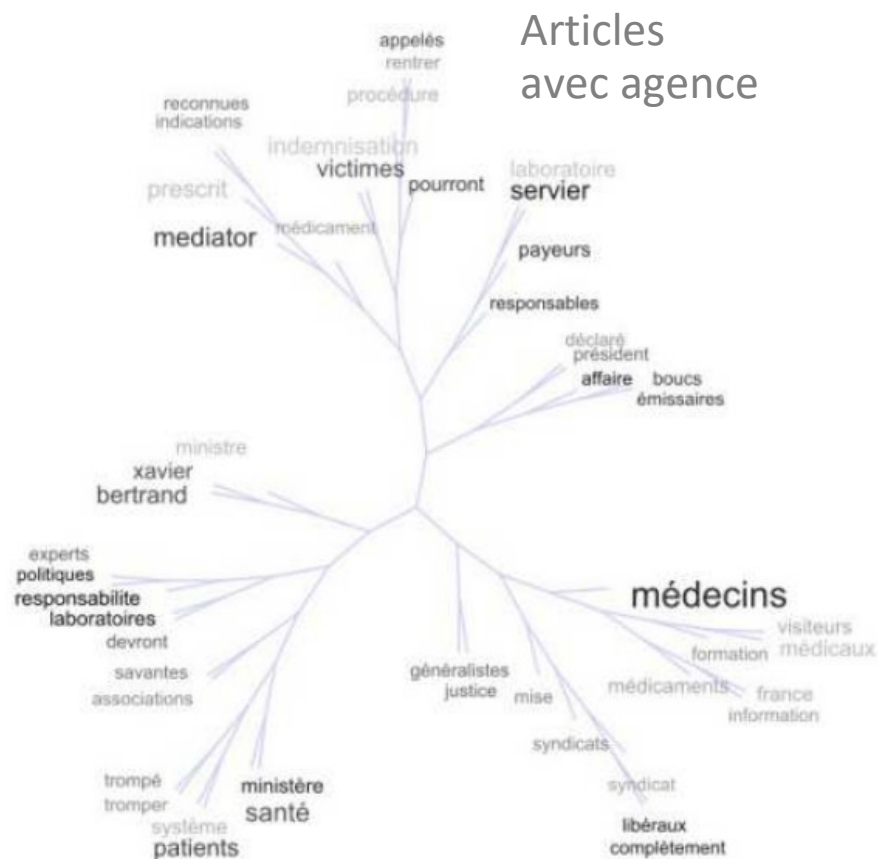 Articles
avec agence
appelés
rentrer
procédure
reconnues
indications
indemnisation
victimes
pourront
prescrit
médicament
mediator
laboratoire
servier
payeurs
responsables
déclaré
président
affaire
boucs
émissaires
ministre
xavier
bertrand
experts
politiques
responsabilite
laboratoires
devront
savantes
associations
trompé
tromper
système
patients
ministère
santé
généralistes
justice
mise
syndicats
syndicat
libéraux
complètement
médecins
visiteurs
médicaux
formation
médicaments
france
information